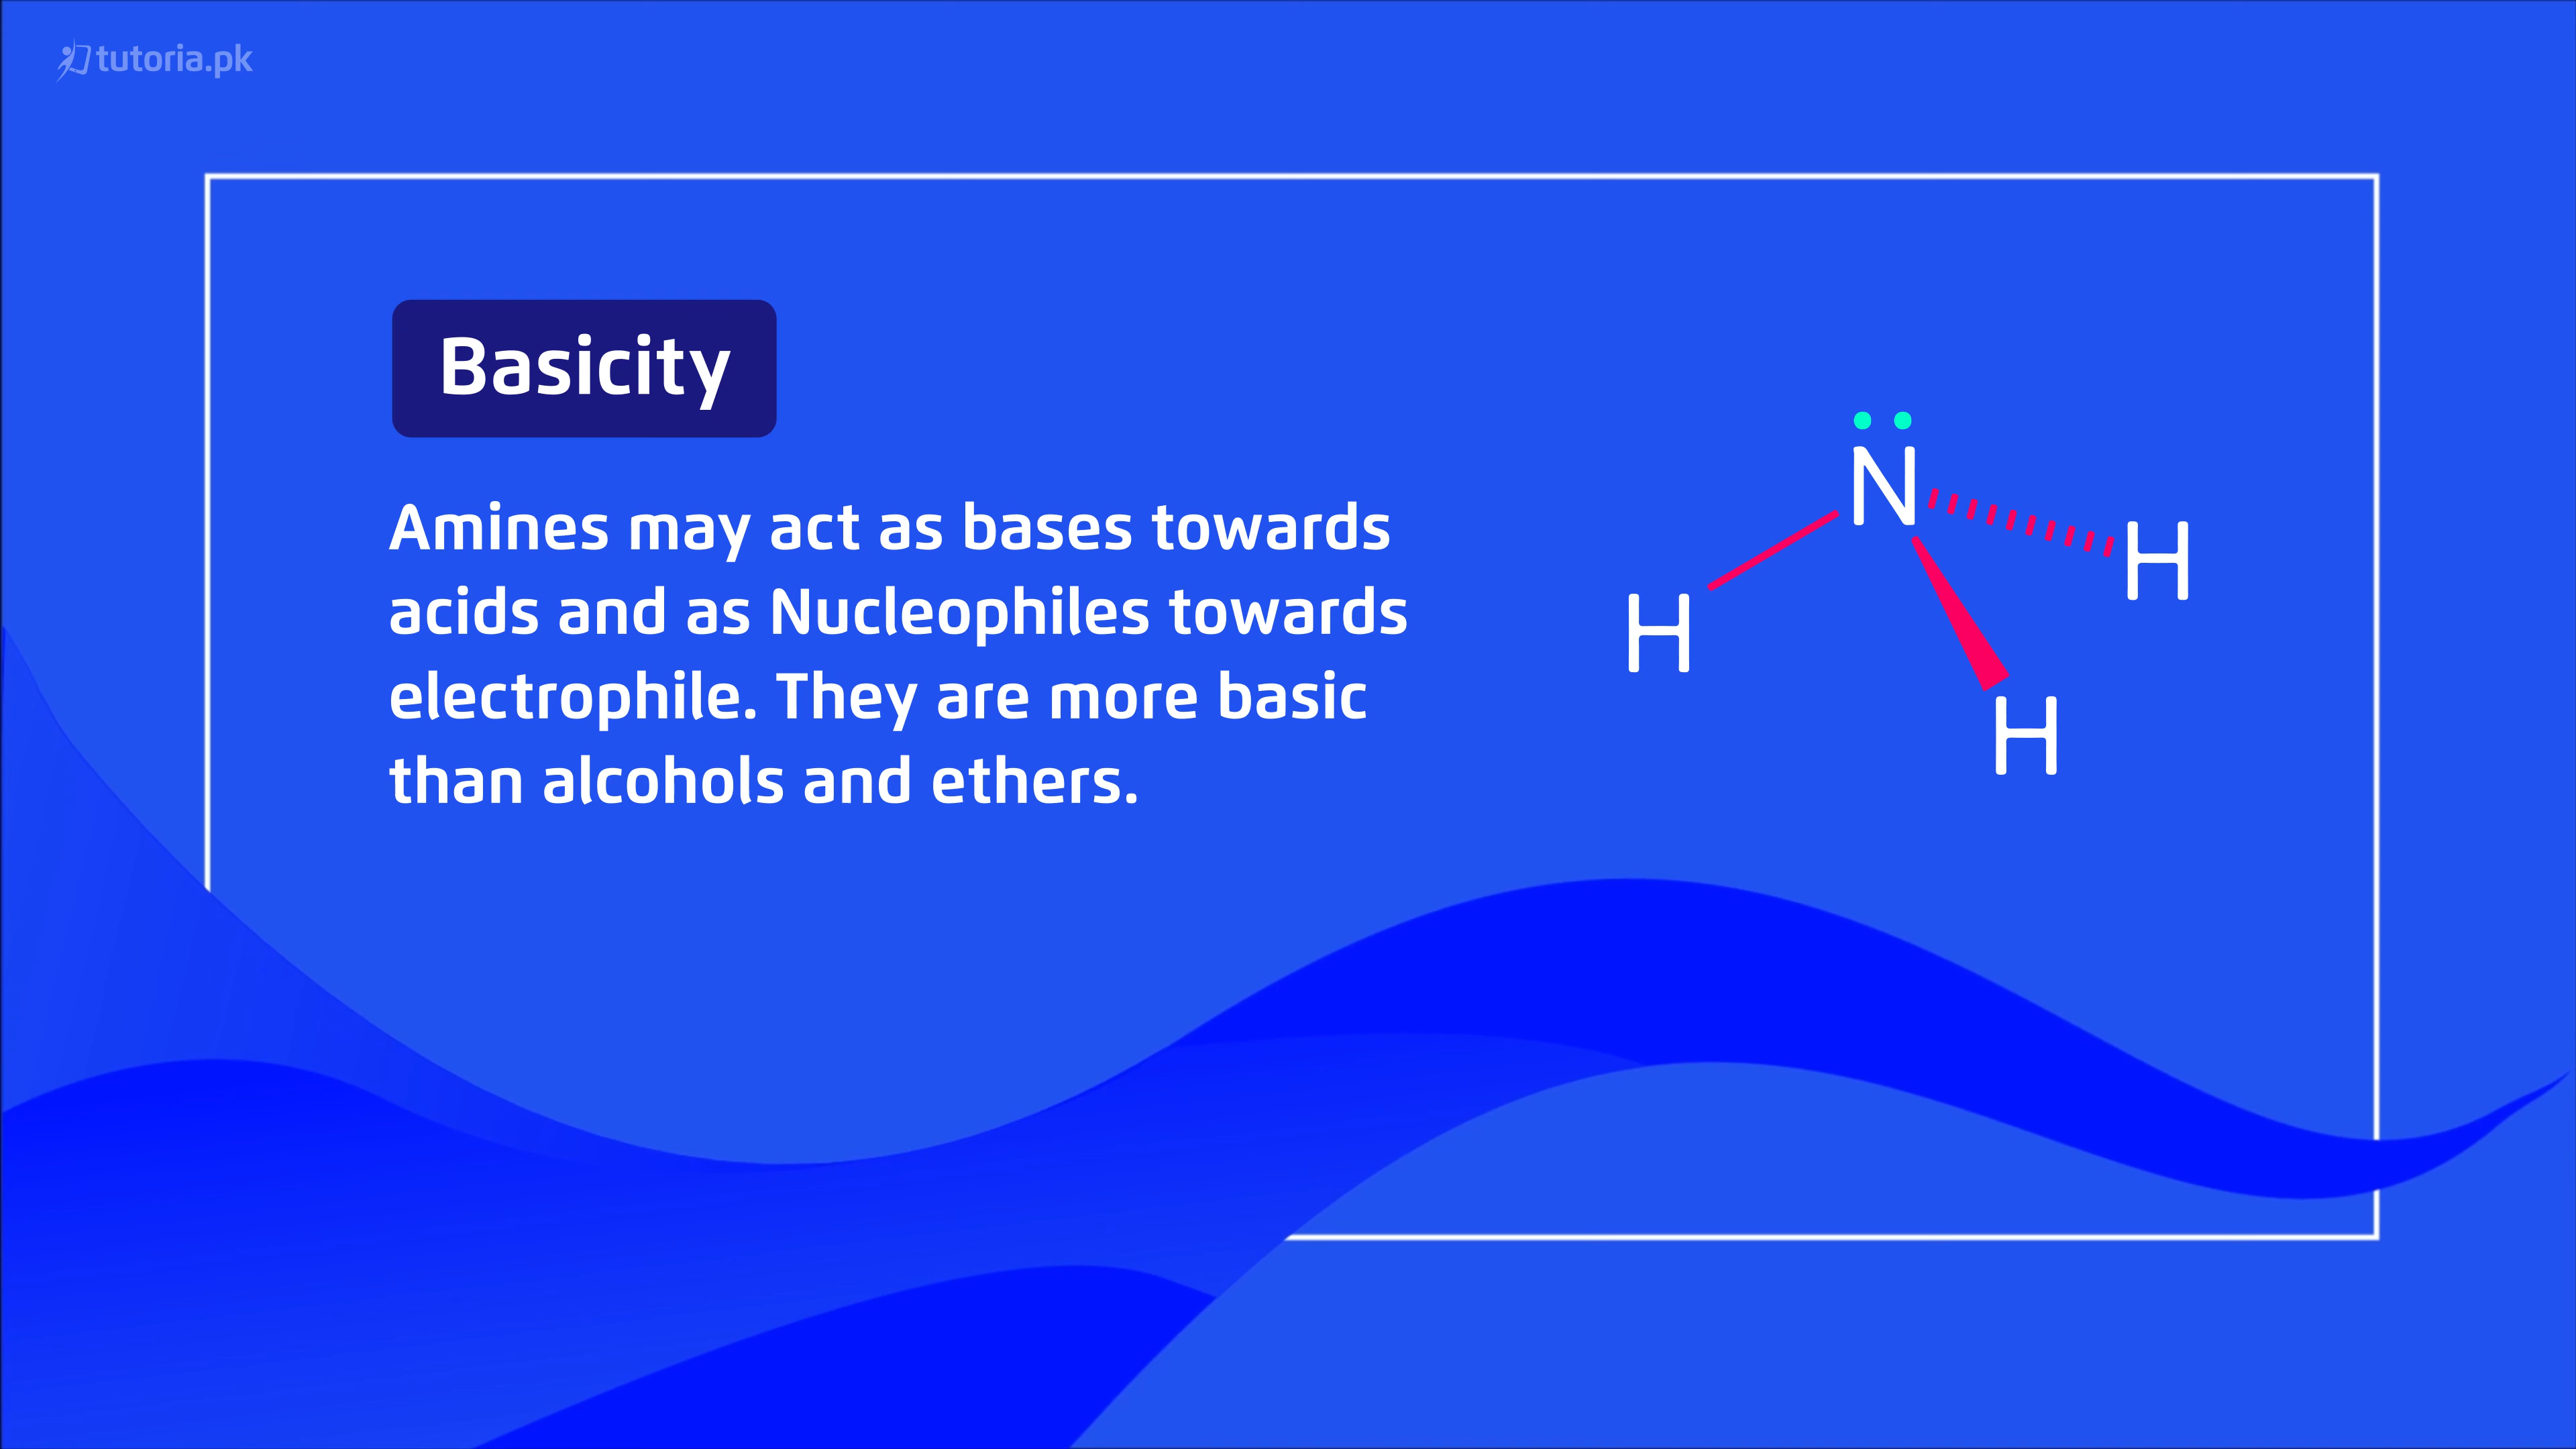 tutoria.pk
Basicity
Amines may act as bases towards
acids and as Nucleophiles towards
electrophile. They are more basic
than alcohols and ethers.
N
H
H
H